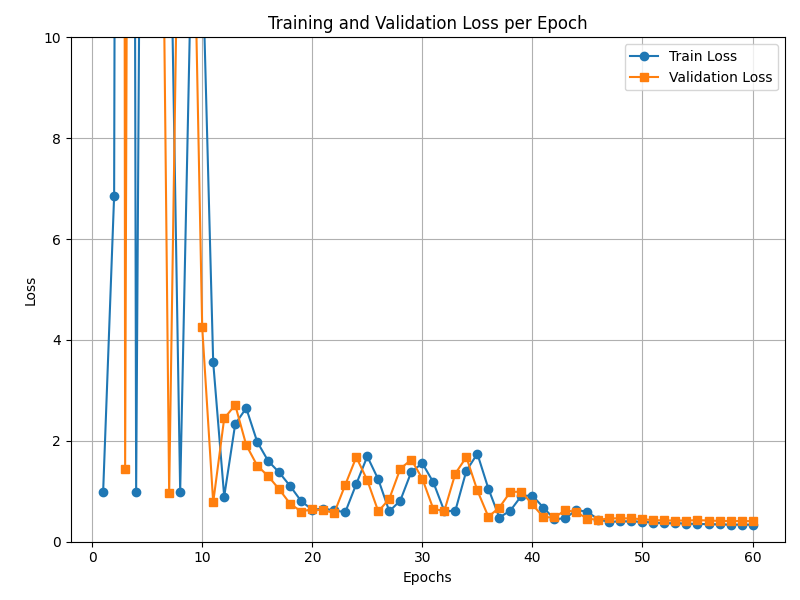 Training and Validation Loss per Epoch
Train Loss
Validation Loss
10
8
6
4
2
0
Loss
0 10 20 30 40 50 60
Epochs